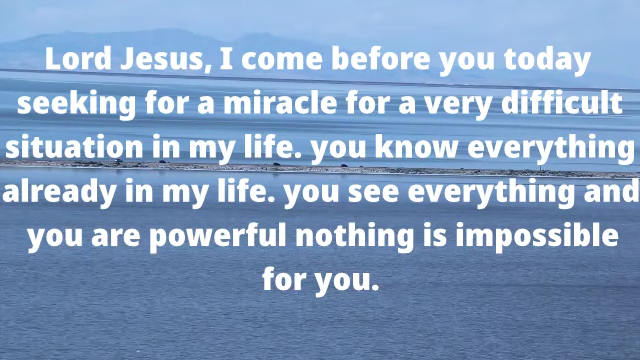 Lord Jesus, I come before you today
seeking for a miracle for a very difficult
situation in my life. you know everything
already in my life. you see everything and
you are powerful nothing is impossible
for you.